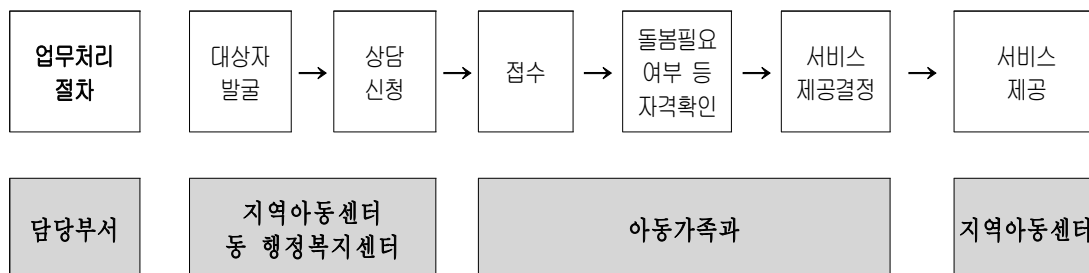 업무처리
절차
대상자
발굴
→
상담
신청
→
접수
→
돌봄필요
여부 등
자격확인
→
서비스
제공결정
→
서비스
제공
담당부서
지역아동센터
동 행정복지센터
아동가족과
지역아동센터